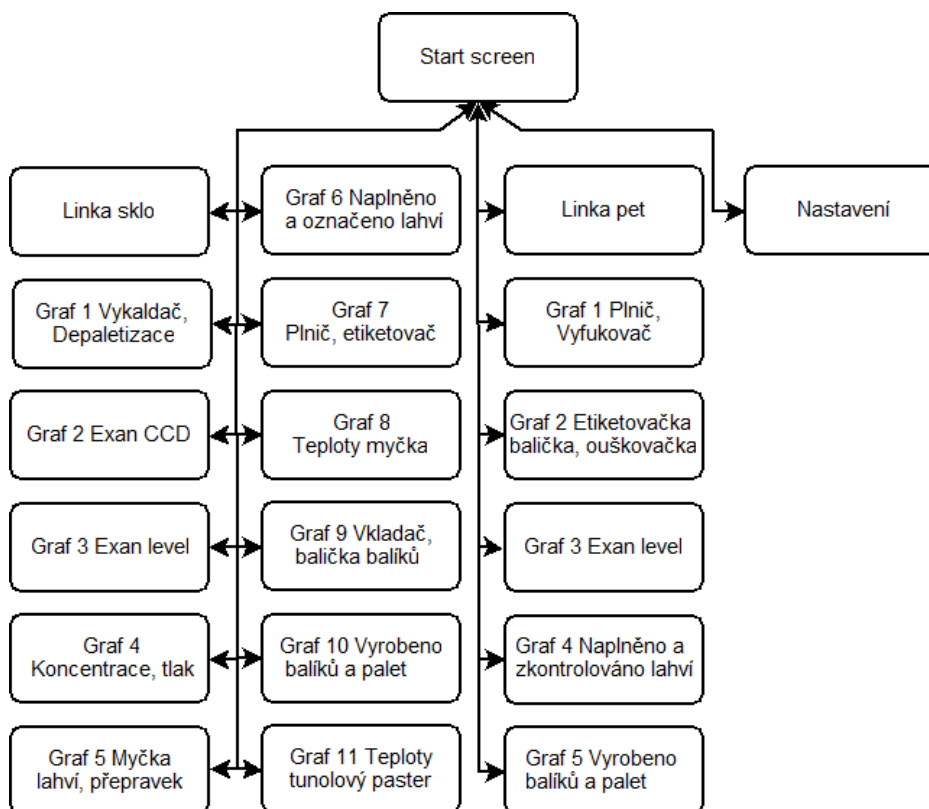 Start screen
Linka sklo
Graf 6 Naplněno
a označeno lahví
Linka pet
Nastavení
Graf 1 Vykaldač,
Depaletizace
Graf 7
Plnič, etiketovač
Graf 1 Plnič,
Vyfukovač
Graf 2 Exan CCD
Graf 8
Teploty myčka
Graf 2 Etiketovačka
balička, ouškovačka
Graf 3 Exan level
Graf 9 Vkladač,
balička balíků
Graf 3 Exan level
Graf 4
Koncentrace, tlak
Graf 10 Vyrobeno
balíků a palet
Graf 4 Naplněno a
zkontrolováno lahví
Graf 5 Myčka
lahví, přepravek
Graf 11 Teploty
tunolový paster
Graf 5 Vyrobeno
balíků a palet